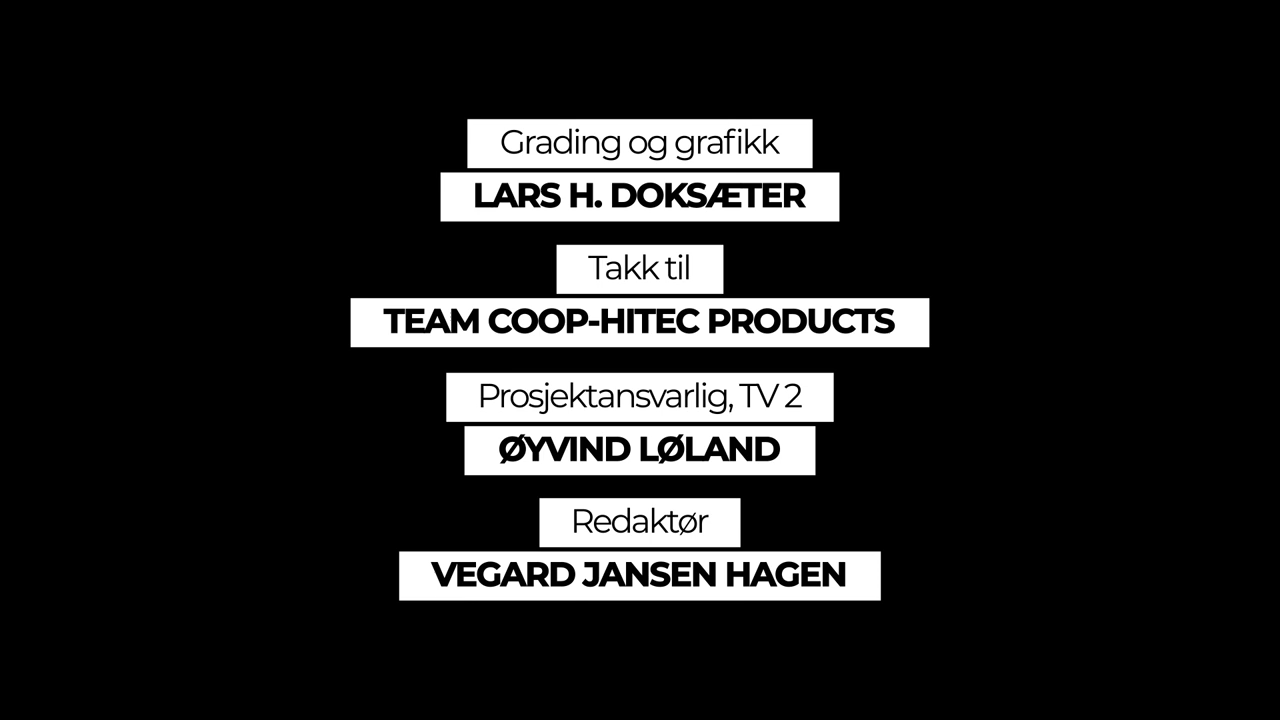 Grading og grafikk
LARS H. DOKSÆTER
Takk til
TEAM COOP-HITEC PRODUCTS
Prosjektansvarlig, TV 2
ØYVIND LØLAND
Redaktør
VEGARD JANSEN HAGEN